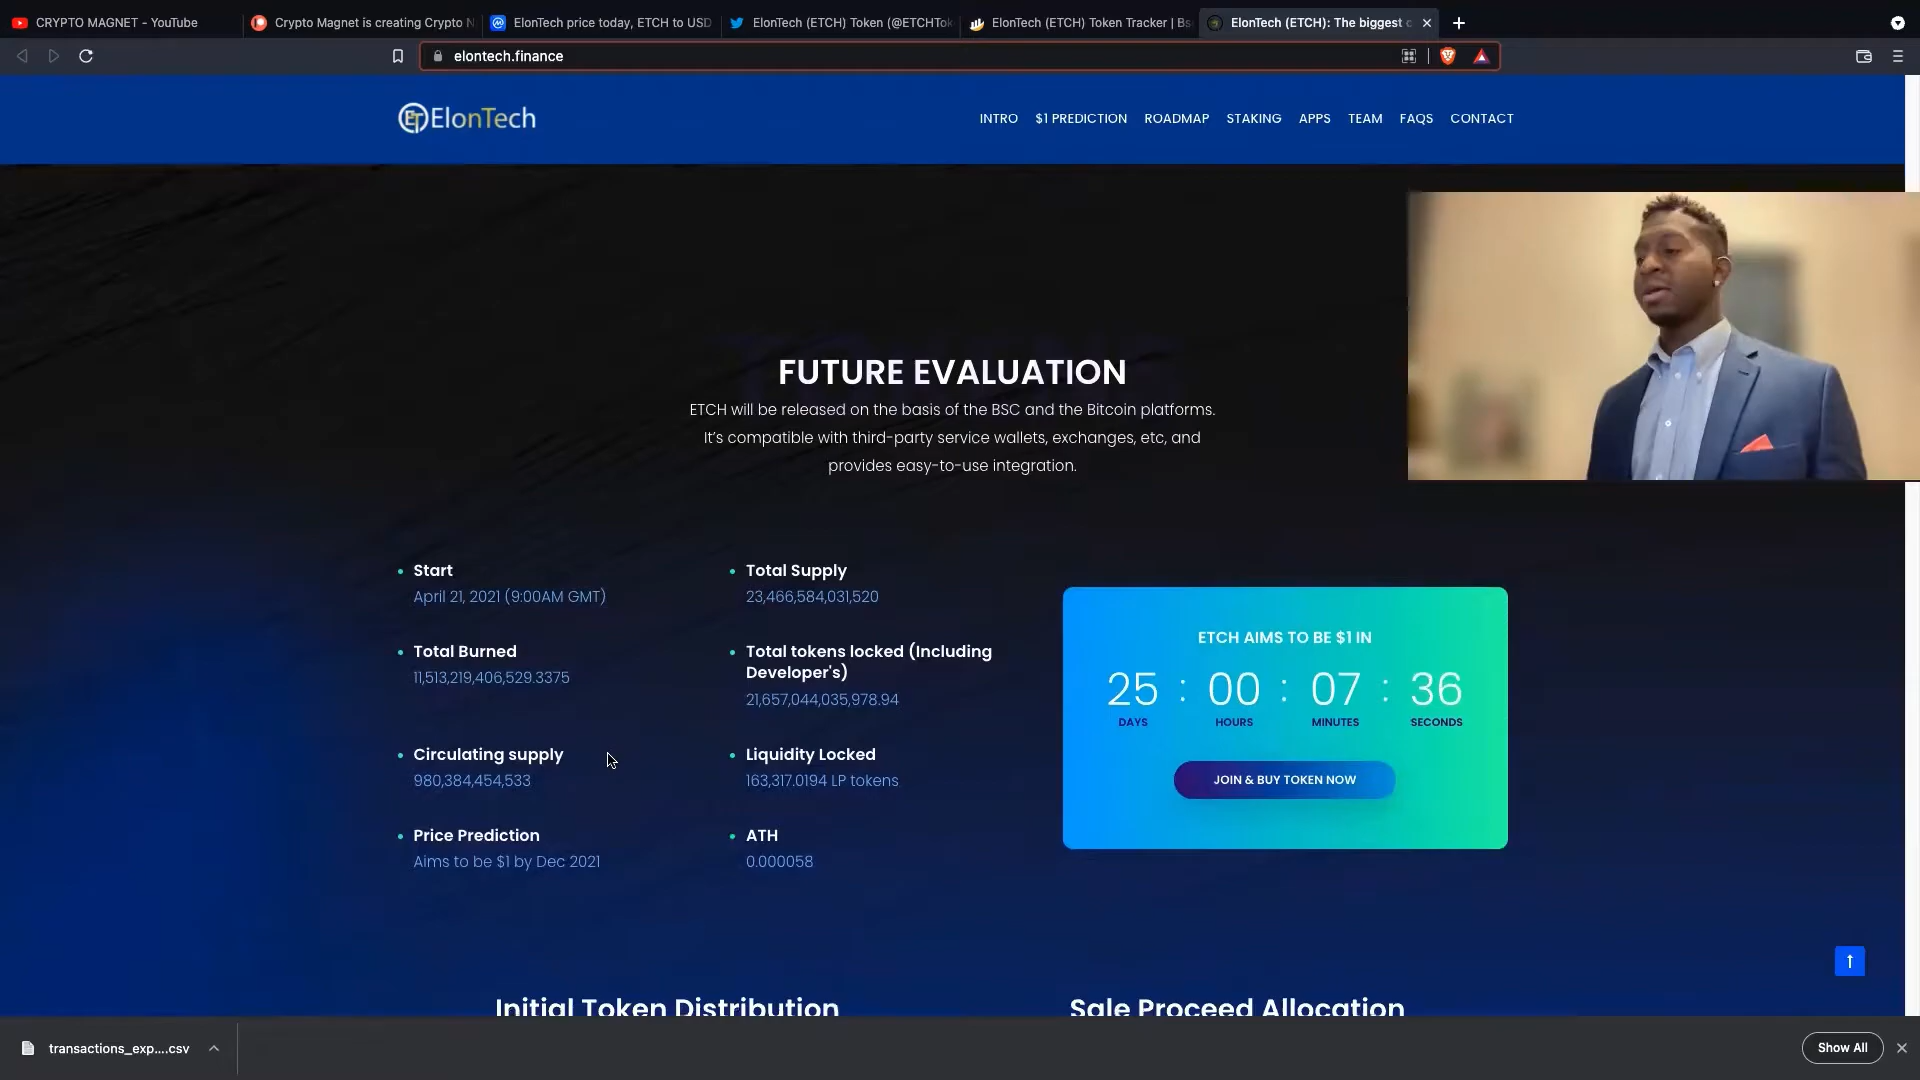 CRYPTO MAGNET - YouTube
Crypto Magnet is creating Crypto N
ElonTech price today, ETCH to USD
ElonTech (ETCH) Token (@ETCHTok
ElonTech (ETCH) Token Tracker | Bs
ElonTech (ETCH): The biggest c
elontech.finance
ET ElonTech
INTRO
$1 PREDICTION
ROADMAP
STAKING
APPS
TEAM
FAQS
CONTACT
FUTURE EVALUATION
ETCH will be released on the basis of the BSC and the Bitcoin platforms.
It's compatible with third-party service wallets, exchanges, etc, and
provides easy-to-use integration.
Start
April 21, 2021 (9:00AM GMT)
Total Supply
23,466,584,031,520
Total Burned
11,513,219,406,529.3375
Total tokens locked (Including
Developer's)
21,657,044,035,978.94
Circulating supply
980,384,454,533
Liquidity Locked
163,317.0194 LP tokens
Price Prediction
Aims to be $1 by Dec 2021
ATH
0.000058
ETCH AIMS TO BE $1 IN
25 : 00 : 07 : 36
DAYS HOURS MINUTES SECONDS
JOIN & BUY TOKEN NOW
Initial Token Distribution
Sale Proceed Allocation
transactions_exp....csv
Show All